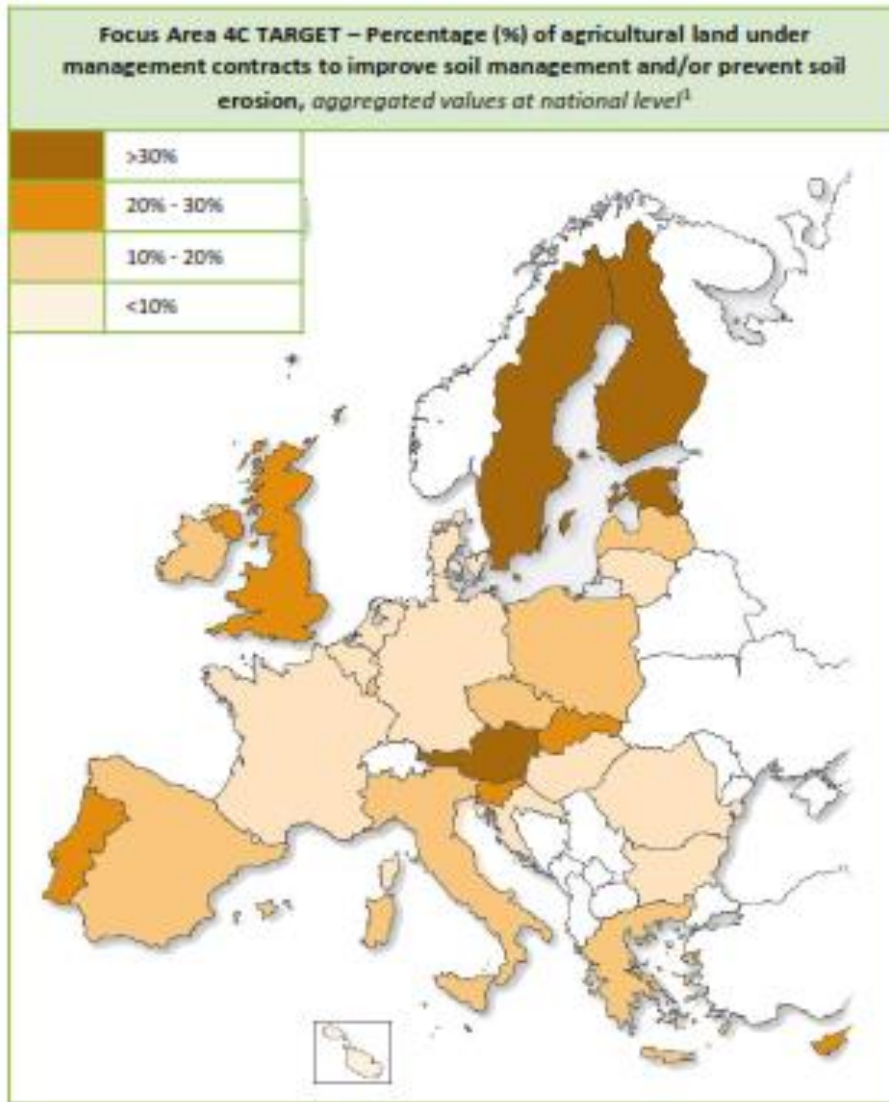 Focus Area 4C TARGET – Percentage (%) of agricultural land under
management contracts to improve soil management and/or prevent soil
erosion, aggregated values at national level¹
>30%
20% - 30%
10% - 20%
<10%